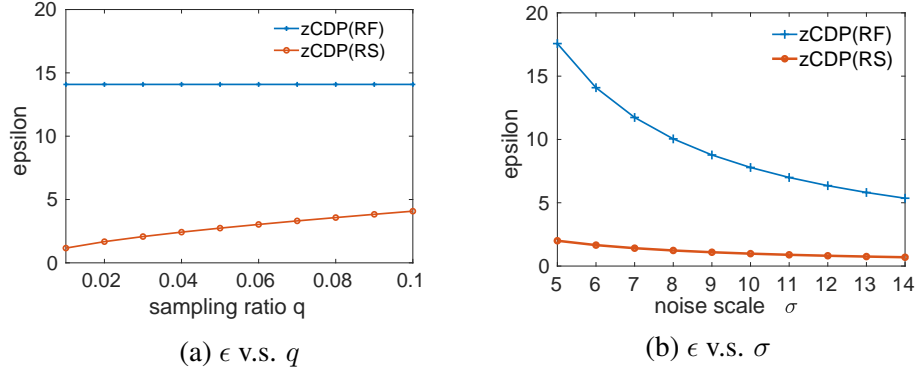 20
15
10
5
0
epsilon
zCDP(RF)
zCDP(RS)
0.02 0.04 0.06 0.08 0.1
sampling ratio q
(a) ϵ v.s. q
20
15
10
5
0
epsilon
zCDP(RF)
zCDP(RS)
5 6 7 8 9 10 11 12 13 14
noise scale σ
(b) ϵ v.s. σ